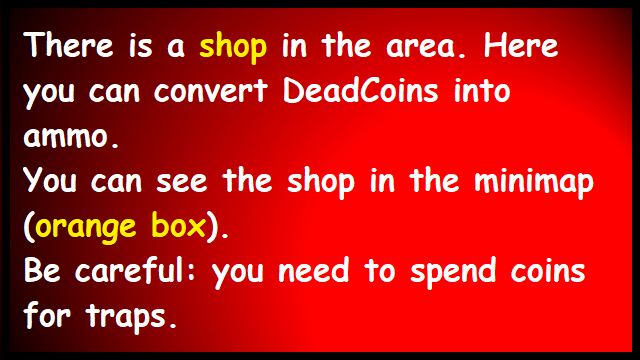 There is a shop in the area. Here
you can convert DeadCoins into
ammo.
You can see the shop in the minimap
(orange box).
Be careful: you need to spend coins
for traps.